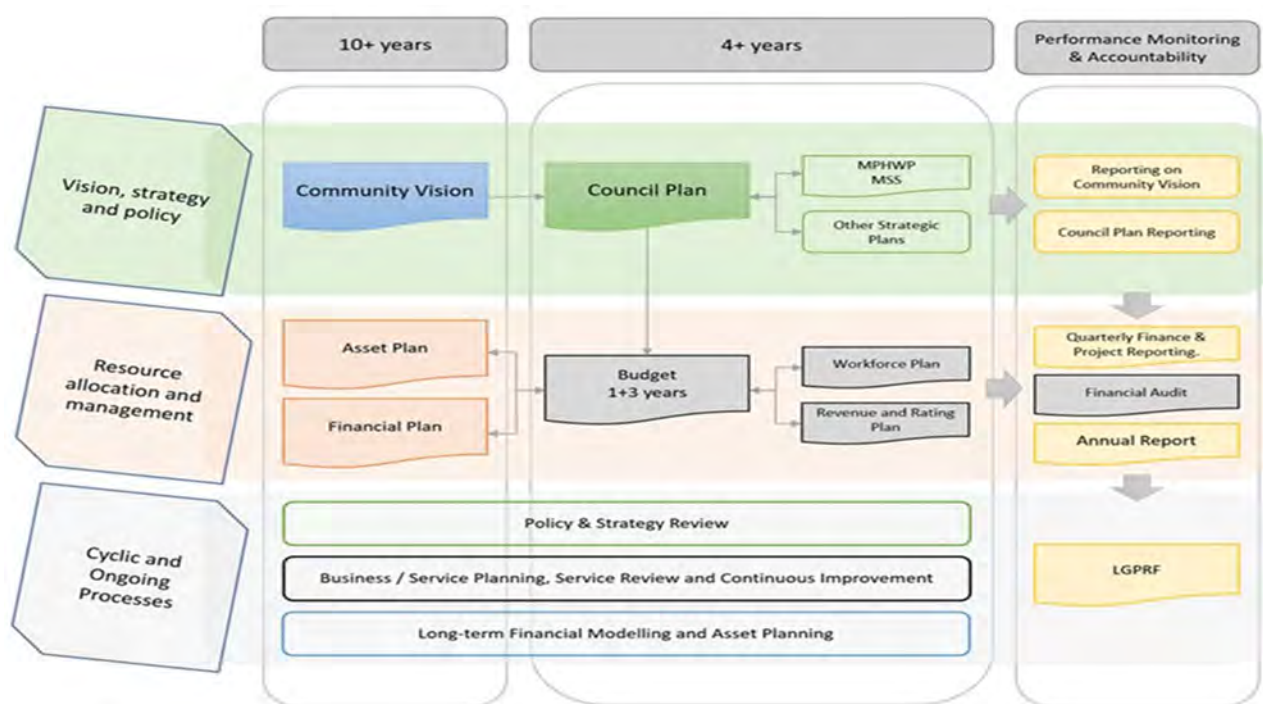 10+ years
4+ years
Performance Monitoring
& Accountability
Vision, strategy
and policy
Community Vision
Council Plan
MPHWP
MSS
Other Strategic
Plans
Reporting on
Community Vision
Council Plan Reporting
Resource
allocation and
management
Asset Plan
Financial Plan
Budget
1+3 years
Workforce Plan
Revenue and Rating
Plan
Quarterly Finance &
Project Reporting.
Financial Audit
Annual Report
Cyclic and
Ongoing
Processes
Policy & Strategy Review
Business / Service Planning, Service Review and Continuous Improvement
Long-term Financial Modelling and Asset Planning
LGPRF